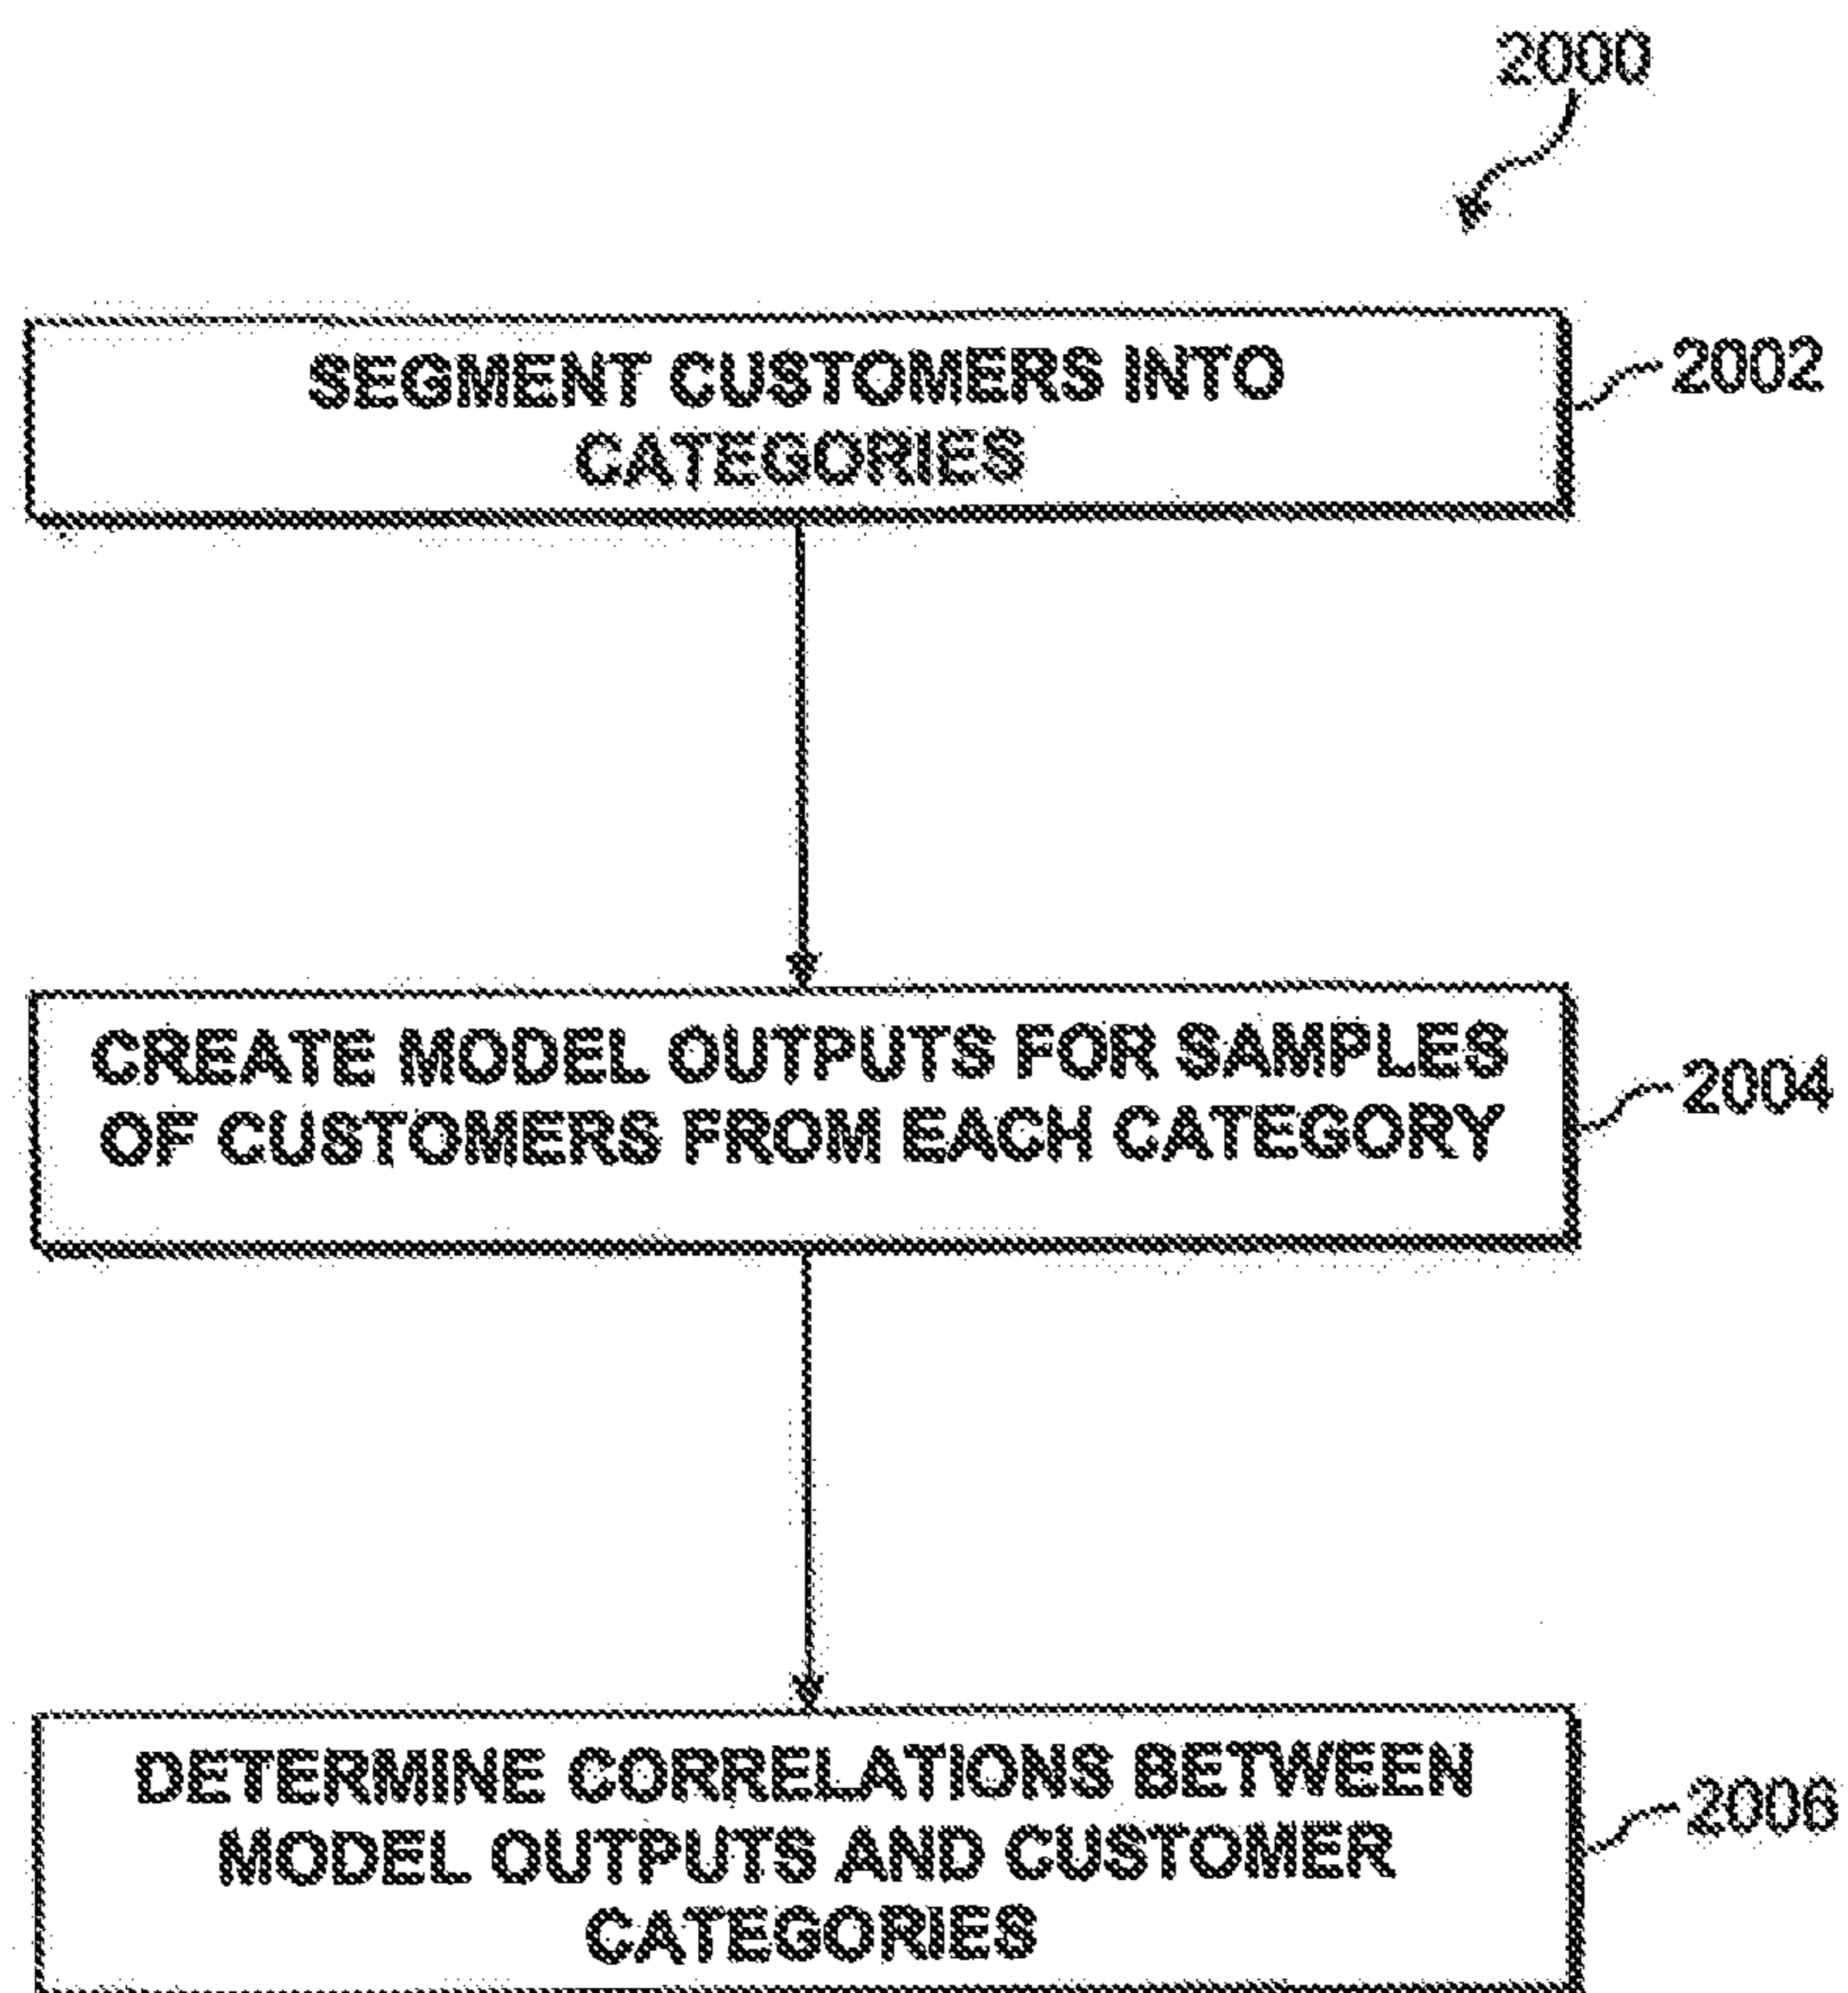 2000
SEGMENT CUSTOMERS INTO
CATEGORIES
2002
CREATE MODEL OUTPUTS FOR SAMPLES
OF CUSTOMERS FROM EACH CATEGORY
2004
DETERMINE CORRELATIONS BETWEEN
MODEL OUTPUTS AND CUSTOMER
CATEGORIES
2006